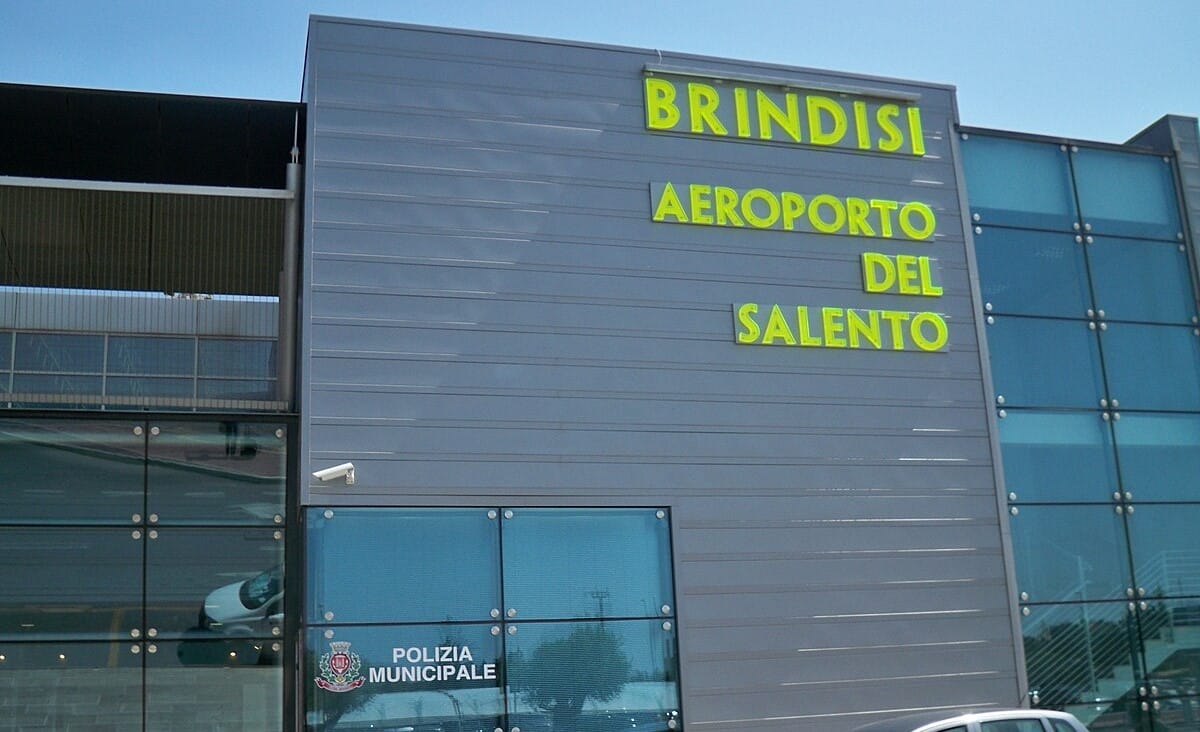 BRINDISI
AEROPORTO
DEL
SALENTO
POLIZIA
MUNICIPALE